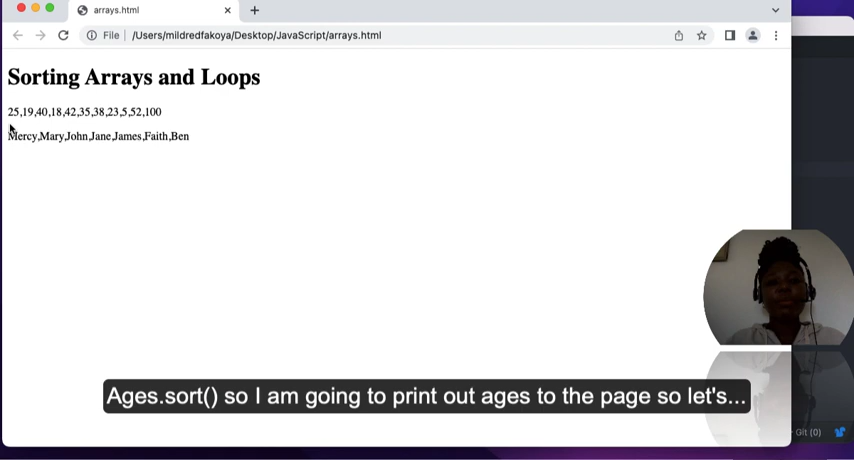 arrays.html
File | /Users/mildredfakoya/Desktop/JavaScript/arrays.html
Sorting Arrays and Loops
25,19,40,18,42,35,38,23,5,52,100
Mercy,Mary,John,Jane,James,Faith,Ben
Ages.sort() so I am going to print out ages to the page so let's...
Git (0)